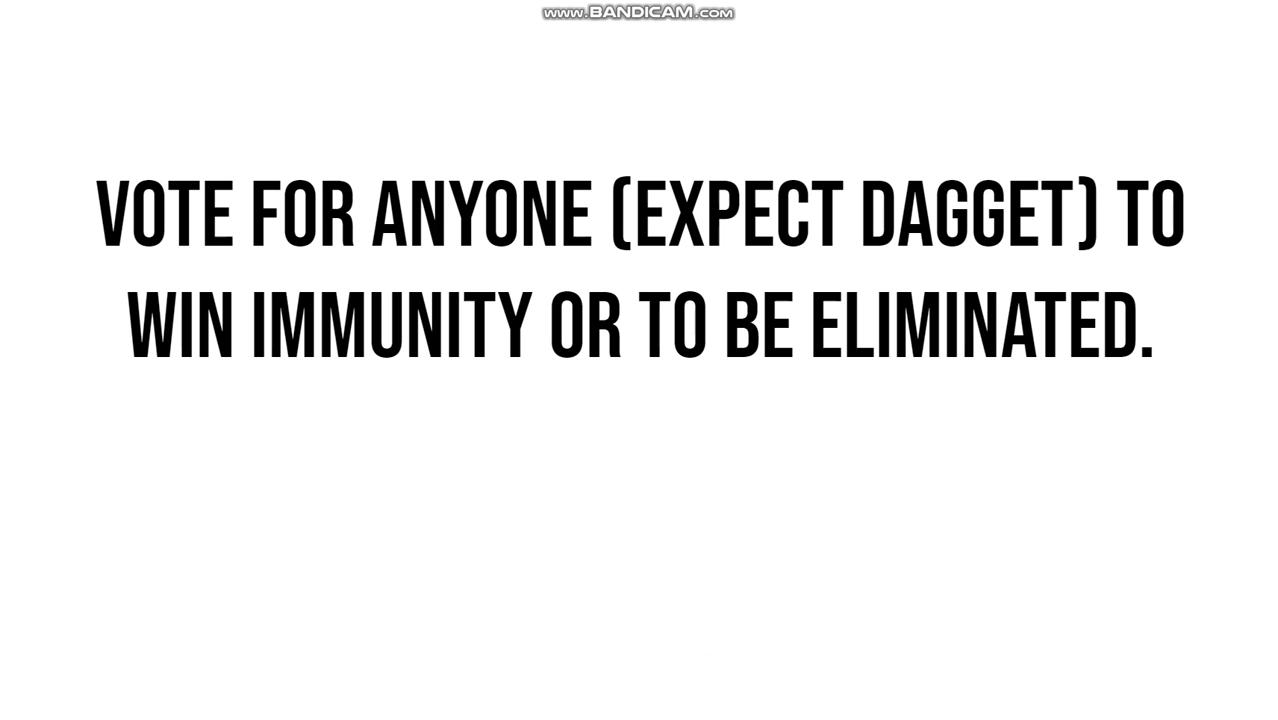 www.BANDICAM.com
VOTE FOR ANYONE (EXPECT DAGGET) TO
WIN IMMUNITY OR TO BE ELIMINATED.